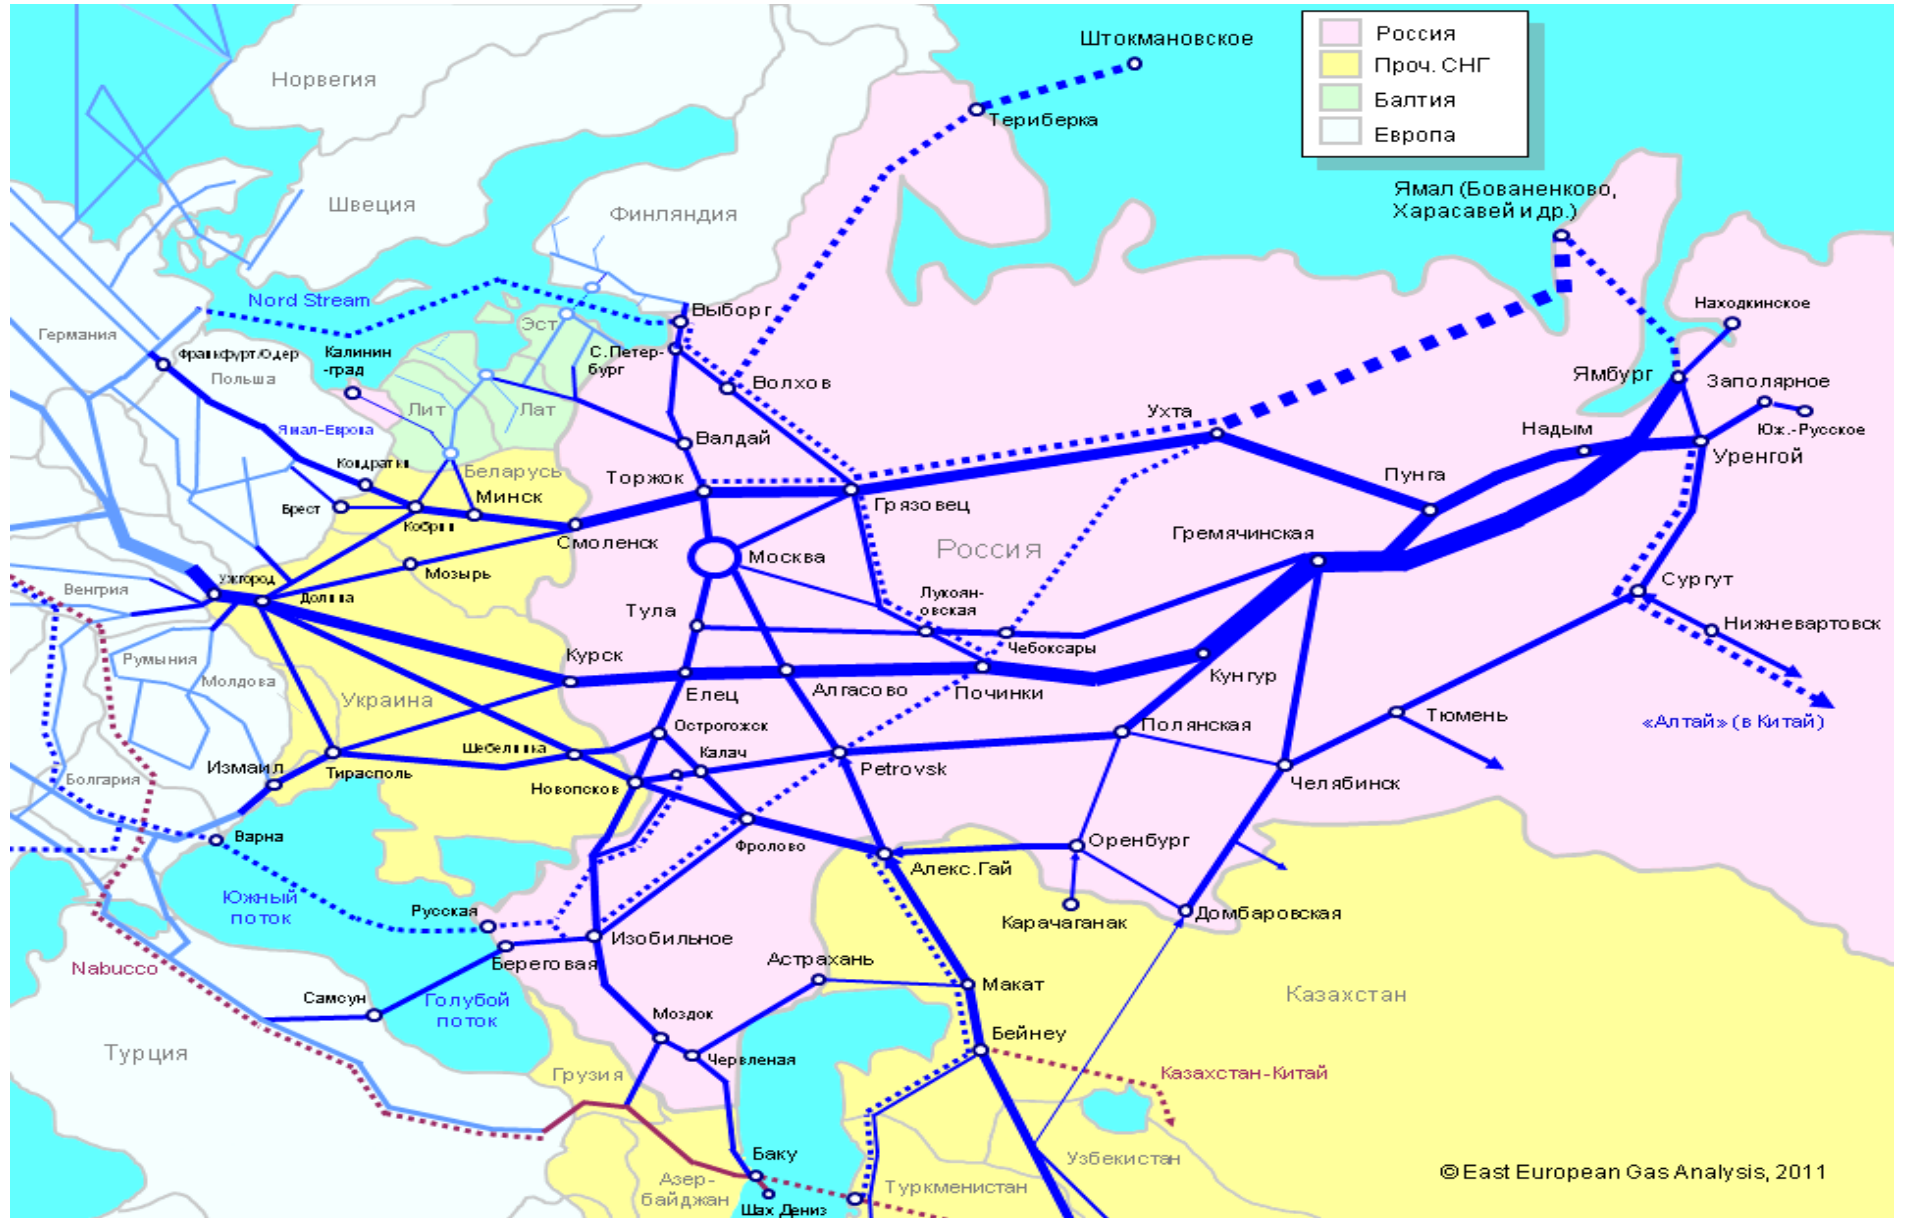 Штокмановское
Россия
Проч. СНГ
Балтия
Европа
Норвегия
Териберка
Ямал (Бованенково,
Харасавей и др.)
Швеция
Финляндия
Nord Stream
Выборг
Находкинское
Эст
Германия
Франкфурт/Одер
Польша
Калинин
-град
С.Петер-
бург
Волхов
Ямбург
Заполярное
Юж.-Русское
Лит
Лат
Ухта
Ямал-Европа
Валдай
Надым
Уренгой
Кондратки
Беларусь
Торжок
Пунга
Минск
Брест
Кобрин
Грязовец
Смоленск
Москва
Россия
Гремячинская
Мозырь
Ужгород
Венгрия
Долина
Тула
Лукоян-
овская
Сургут
Нижневартовск
Чебоксары
Курск
Румыния
Молдова
Украина
Елец
Алгасово
Починки
Кунгур
Острогожск
Полянская
Тюмень
«Алтай» (в Китай)
Шебелинка
Калач
Измаил
Тирасполь
Petrovsk
Болгария
Новопсков
Челябинск
Варна
Фролово
Алекс.Гай
Оренбург
Южный
поток
Русская
Карачаганак
Домбаровская
Изобильное
Nabucco
Береговая
Астрахань
Макат
Казахстан
Самсун
Голубой
поток
Моздок
Бейнеу
Турция
Червленая
Грузия
Казахстан-Китай
Баку
Узбекистан
Азер-
байджан
Туркменистан
Шах Дениз
©East European Gas Analysis, 2011